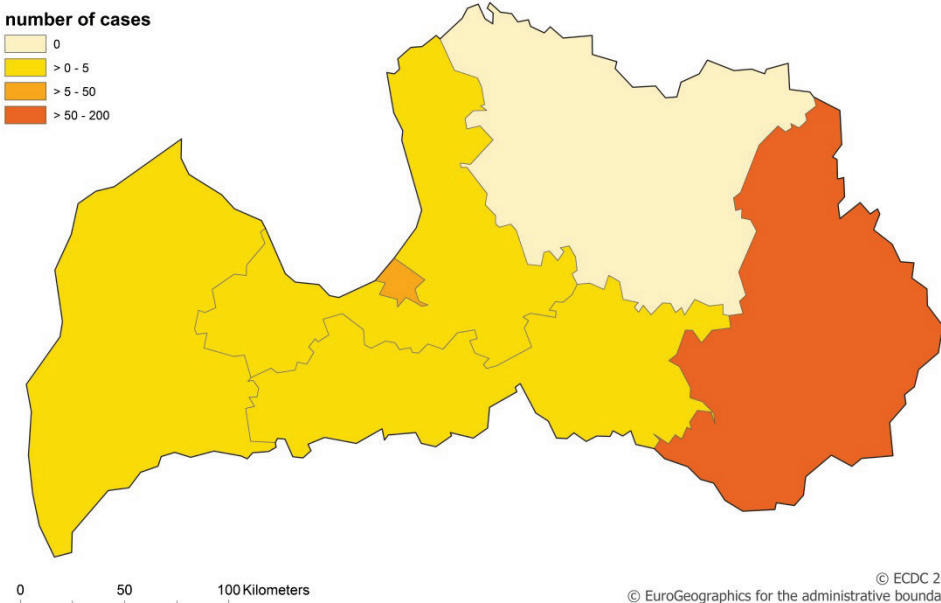 number of cases
0
> 0 - 5
> 5 - 50
> 50 - 200
0 50 100 Kilometers
© ECDC 2
© EuroGeographics for the administrative bounda